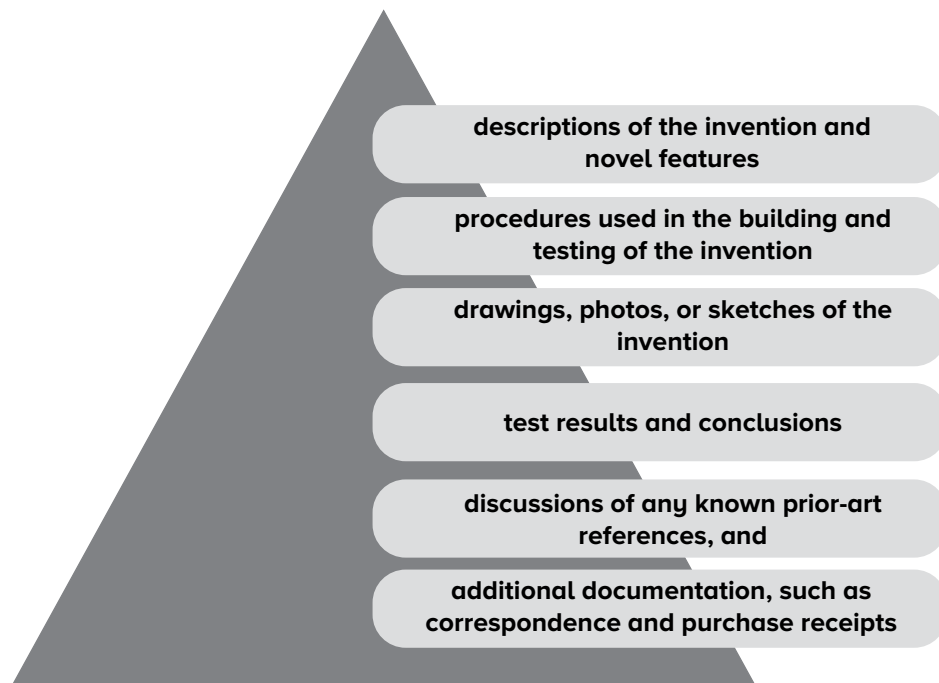 descriptions of the invention and
novel features
procedures used in the building and
testing of the invention
drawings, photos, or sketches of the
invention
test results and conclusions
discussions of any known prior-art
references, and
additional documentation, such as
correspondence and purchase receipts